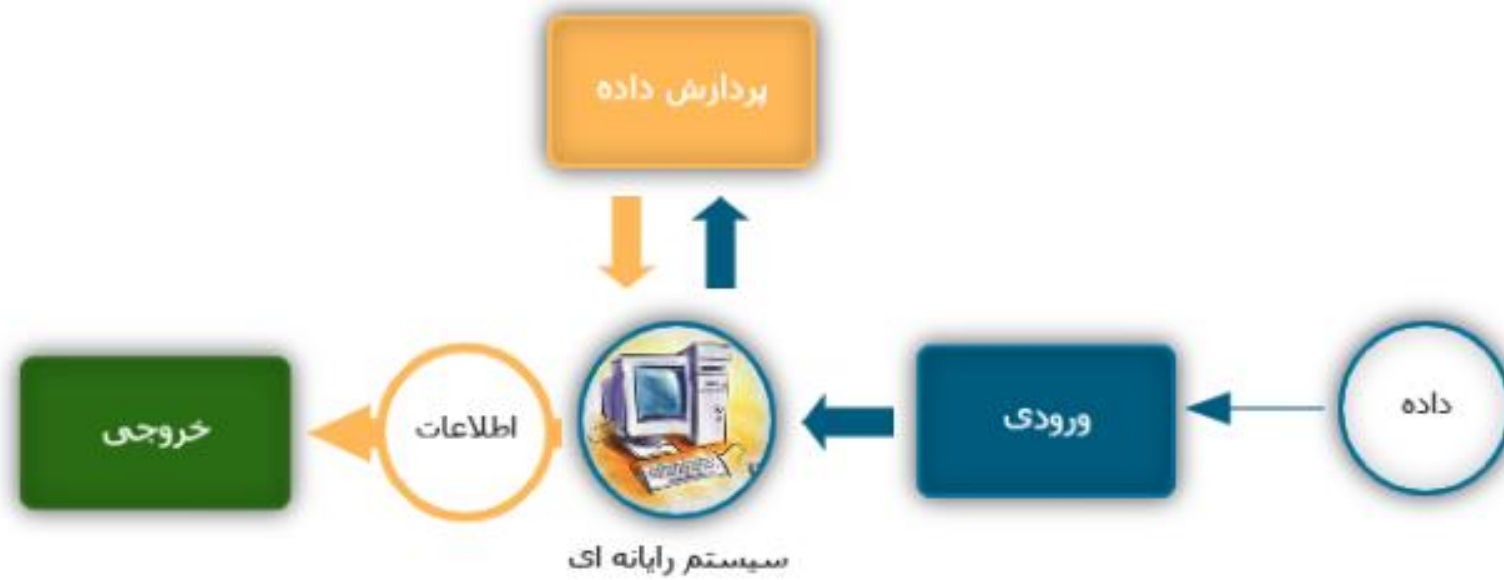 پردازش داده
داده
ورودی
اطلاعات
خروجی
سیستم رایانه ای